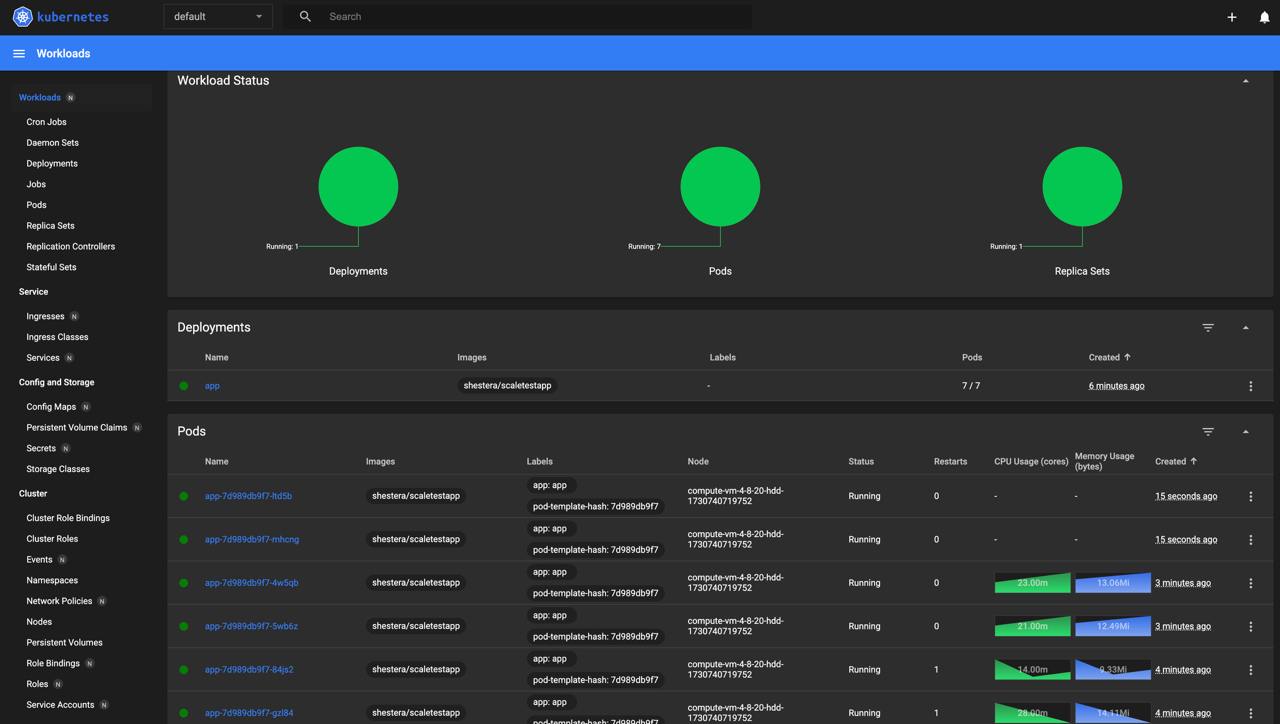 kubernetes
default
Search
Workloads
Workloads N
Cron Jobs
Daemon Sets
Deployments
Jobs
Pods
Replica Sets
Replication Controllers
Stateful Sets
Service
Ingresses N
Ingress Classes
Services N
Config and Storage
Config Maps N
Persistent Volume Claims N
Secrets N
Storage Classes
Cluster
Cluster Role Bindings
Cluster Roles
Events N
Namespaces
Network Policies N
Nodes
Persistent Volumes
Role Bindings N
Roles N
Service Accounts N
Workload Status
Running: 1
Deployments
Running: 7
Pods
Running: 1
Replica Sets
Deployments
Name Images Labels Pods Created
app shestera/scaletestapp - 7 / 7 6 minutes ago
Pods
Name Images Labels Node Status Restarts CPU Usage (cores) Memory Usage (bytes) Created
app-7d989db9f7-ltd5b shestera/scaletestapp app: app
pod-template-hash: 7d989db9f7 compute-vm-4-8-20-hdd-
1730740719752 Running 0 - - 15 seconds ago
app-7d989db9f7-mhcng shestera/scaletestapp app: app
pod-template-hash: 7d989db9f7 compute-vm-4-8-20-hdd-
1730740719752 Running 0 - - 15 seconds ago
app-7d989db9f7-4w5qb shestera/scaletestapp app: app
pod-template-hash: 7d989db9f7 compute-vm-4-8-20-hdd-
1730740719752 Running 0 23.00m 13.06Mi 3 minutes ago
app-7d989db9f7-5wb6z shestera/scaletestapp app: app
pod-template-hash: 7d989db9f7 compute-vm-4-8-20-hdd-
1730740719752 Running 0 21.00m 12.49Mi 3 minutes ago
app-7d989db9f7-84js2 shestera/scaletestapp app: app
pod-template-hash: 7d989db9f7 compute-vm-4-8-20-hdd-
1730740719752 Running 1 14.00m 9.33Mi 4 minutes ago
app-7d989db9f7-gzl84 shestera/scaletestapp app: app
pod-template-hash: 7d989db9f7 compute-vm-4-8-20-hdd-
1730740719752 Running 1 28.00m 14.11Mi 4 minutes ago